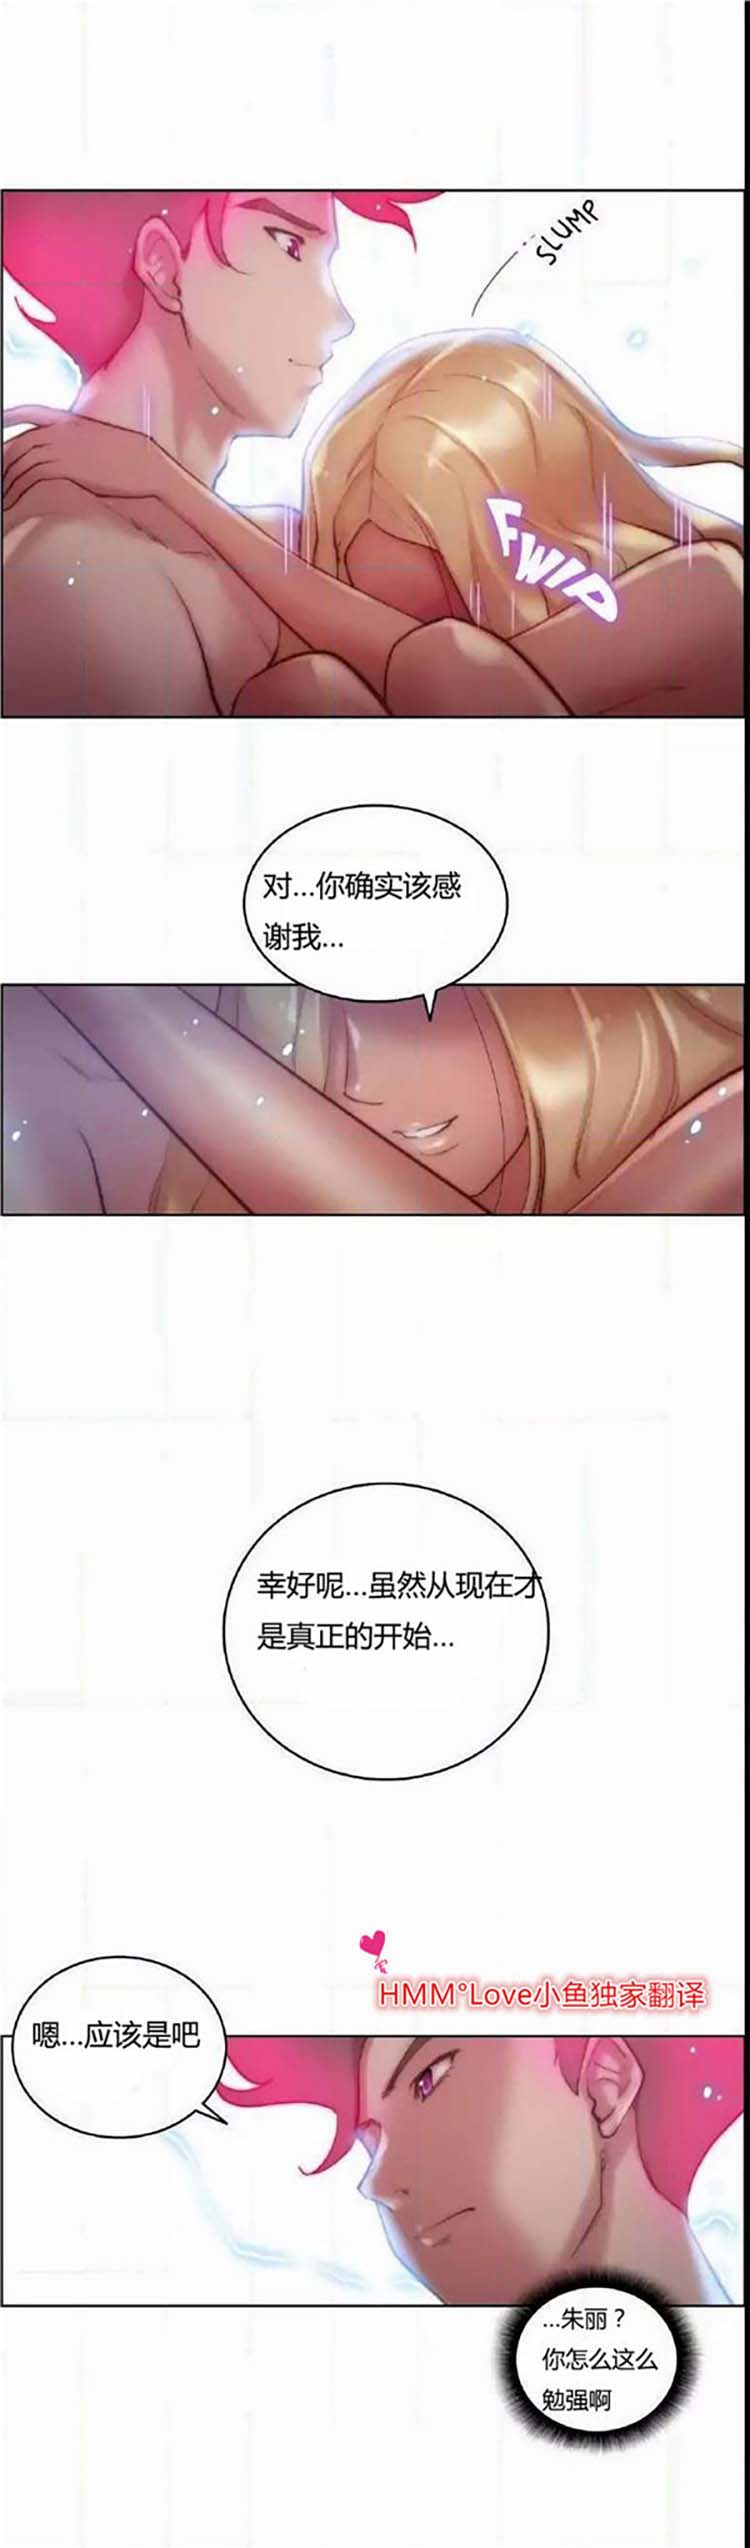 SLUMP
FWIP
对…你确实该感
谢我…
幸好呢…虽然从现在才
是真正的开始…
HMM°Love小鱼独家翻译
嗯…应该是吧
…朱丽？
你怎么这么
勉强啊